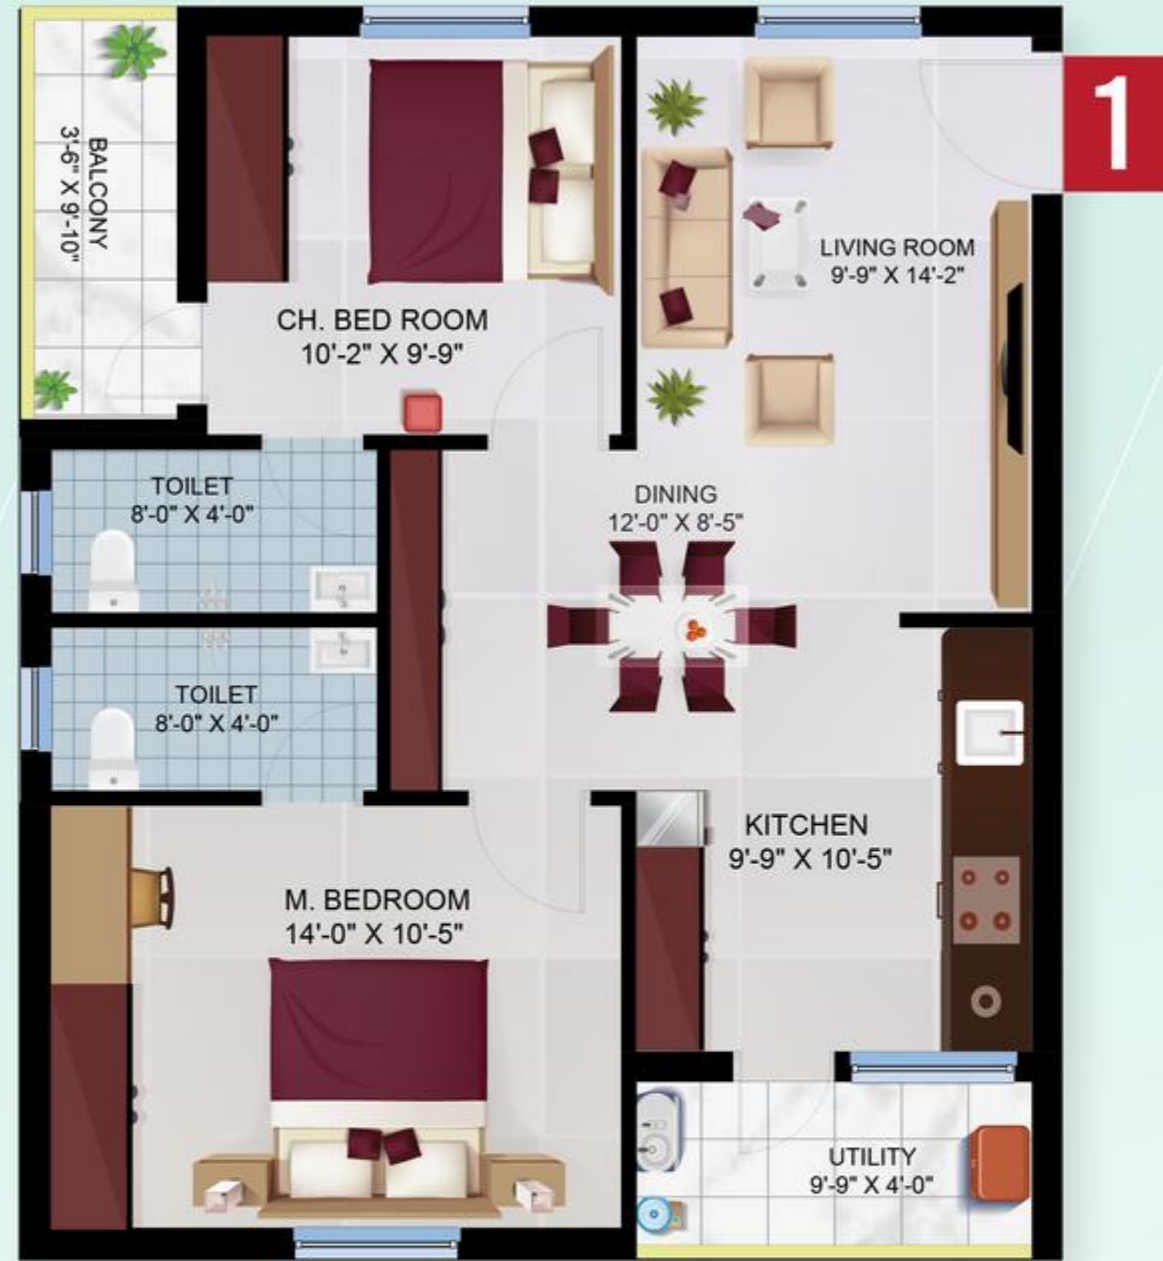 1
BALCONY
3'-6" X 9'-10"
LIVING ROOM
9'-9" X 14'-2"
CH. BED ROOM
10'-2" X 9'-9"
TOILET
8'-0" X 4'-0"
DINING
12'-0" X 8'-5"
TOILET
8'-0" X 4'-0"
KITCHEN
9'-9" X 10'-5"
M. BEDROOM
14'-0" X 10'-5"
UTILITY
9'-9" X 4'-0"